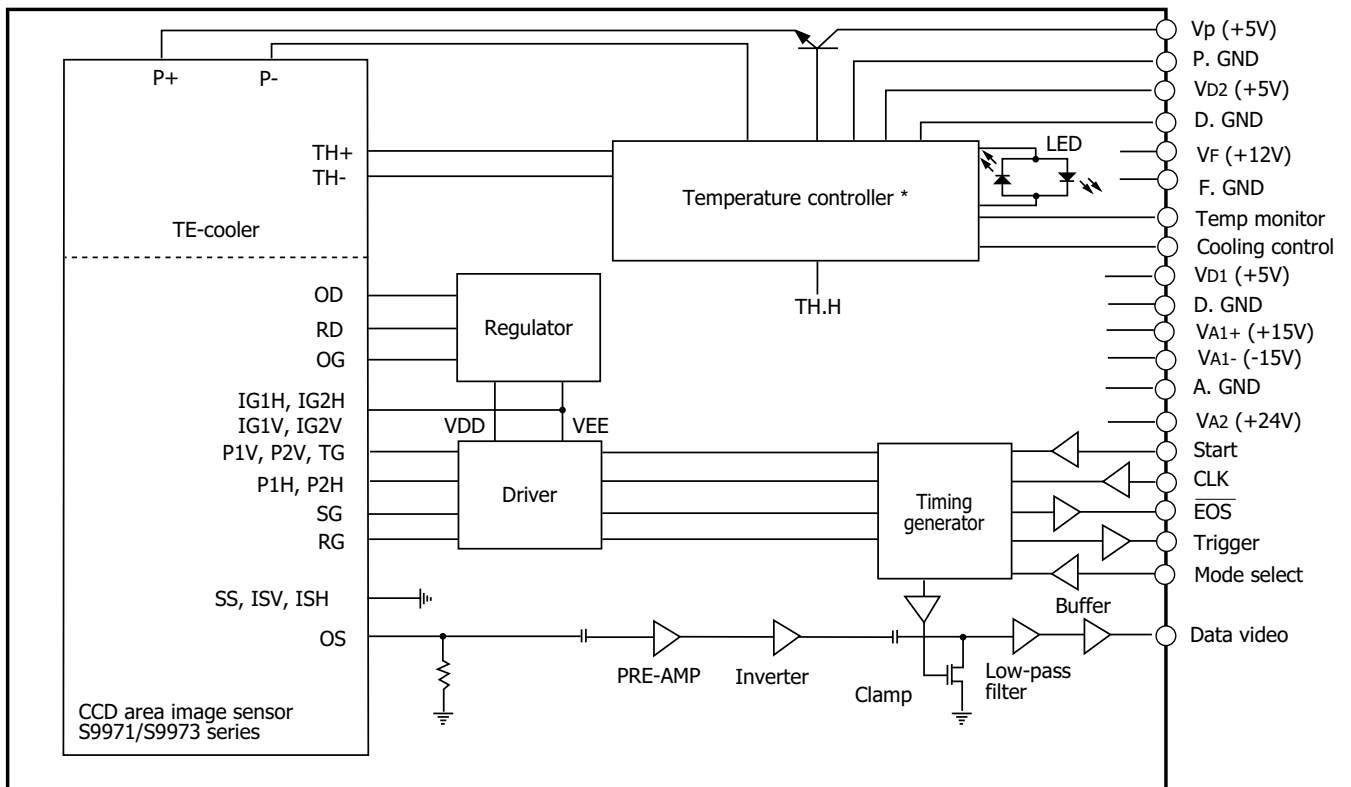 Vp (+5V)
P. GND
VD2 (+5V)
D. GND
VF (+12V)
F. GND
Temp monitor
Cooling control
VD1 (+5V)
D. GND
VA1+ (+15V)
VA1- (-15V)
A. GND
VA2 (+24V)
Start
CLK
EOS
Trigger
Mode select
Data video
P+
P-
TH+
TH-
TE-cooler
Temperature controller *
LED
TH.H
OD
RD
OG
Regulator
IG1H, IG2H
IG1V, IG2V
VDD
VEE
P1V, P2V, TG
P1H, P2H
SG
RG
Driver
Timing
generator
SS, ISV, ISH
OS
PRE-AMP
Inverter
Clamp
Low-pass
filter
Buffer
CCD area image sensor
S9971/S9973 series